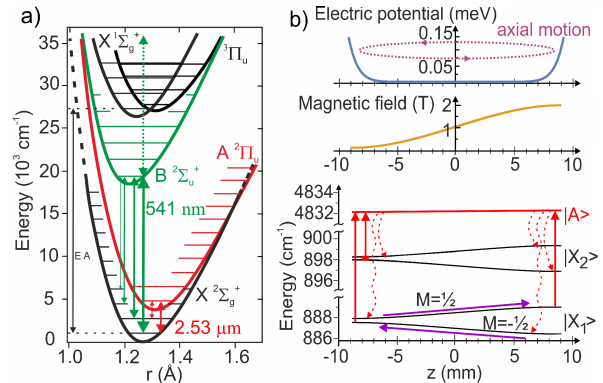 a)
Energy (10³ cm⁻¹)
35
30
25
20
15
10
5
0
1.0
1.2
1.4
1.6
r (Å)
X ¹Σg⁺
³Πu
A ²Πu
B ²Σu⁺
541 nm
EA
X ²Σg⁺
2.53 µm
b)
Electric potential (meV)
0.15
0.05
axial motion
Magnetic field (T)
2
1
-10
-5
0
5
10
Energy (cm⁻¹)
4834
4832
900
898
888
886
|A>
|X₂>
|X₁>
M=½
M=-½
-10
-5
0
5
10
z (mm)